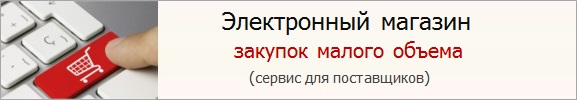 Электронный магазин
закупок малого объема
(сервис для поставщиков)